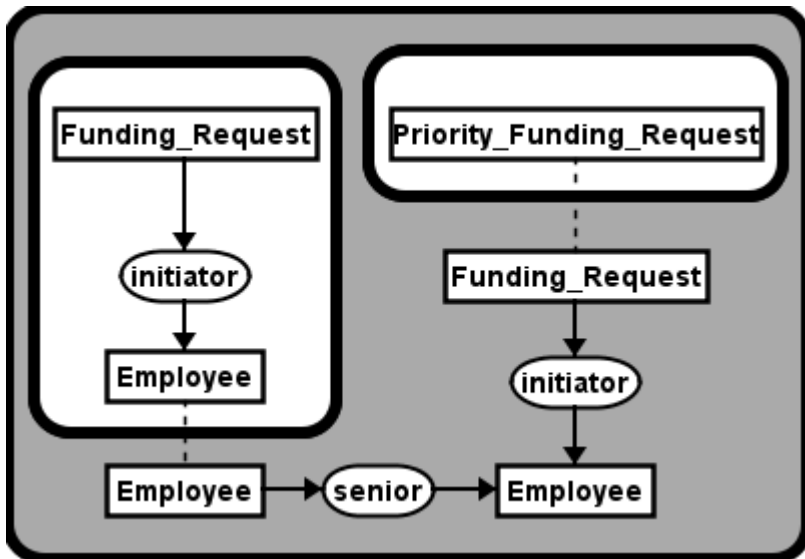 Funding_Request
Priority_Funding_Request
initiator
Funding_Request
Employee
initiator
Employee
senior
Employee